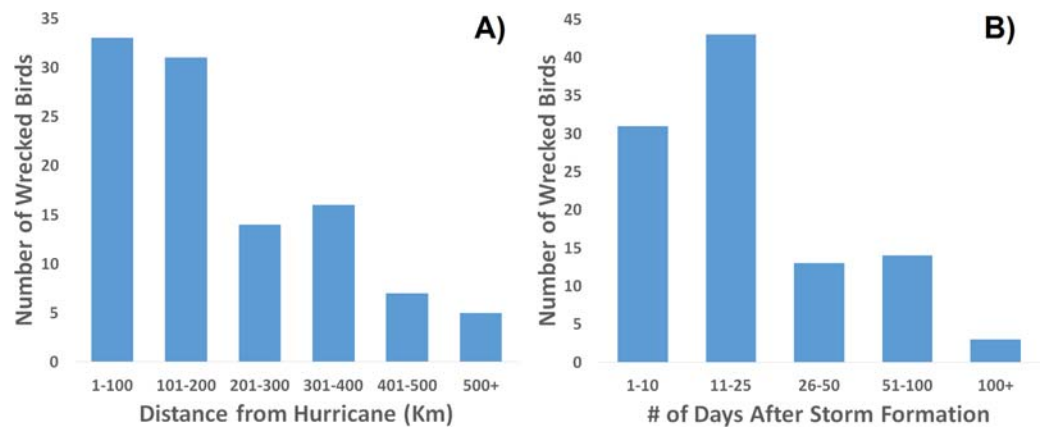 A)
Number of Wrecked Birds
35
30
25
20
15
10
5
0
1-100 101-200 201-300 301-400 401-500 500+
Distance from Hurricane (Km)
B)
Number of Wrecked Birds
45
40
35
30
25
20
15
10
5
0
1-10 11-25 26-50 51-100 100+
# of Days After Storm Formation